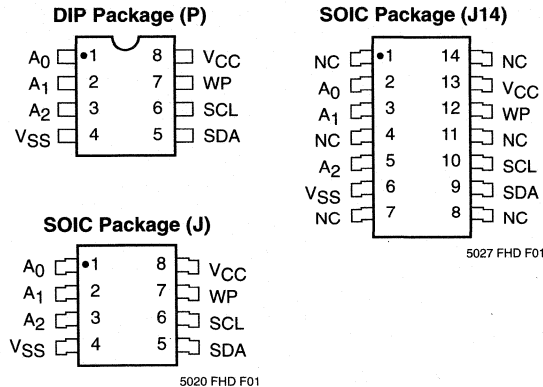 DIP Package (P)
A0 1 8 VCC
A1 2 7 WP
A2 3 6 SCL
VSS 4 5 SDA
SOIC Package (J)
A0 1 8 VCC
A1 2 7 WP
A2 3 6 SCL
VSS 4 5 SDA
5020 FHD F01
SOIC Package (J14)
NC 1 14 NC
A0 2 13 VCC
A1 3 12 WP
NC 4 11 NC
A2 5 10 SCL
VSS 6 9 SDA
NC 7 8 NC
5027 FHD F01